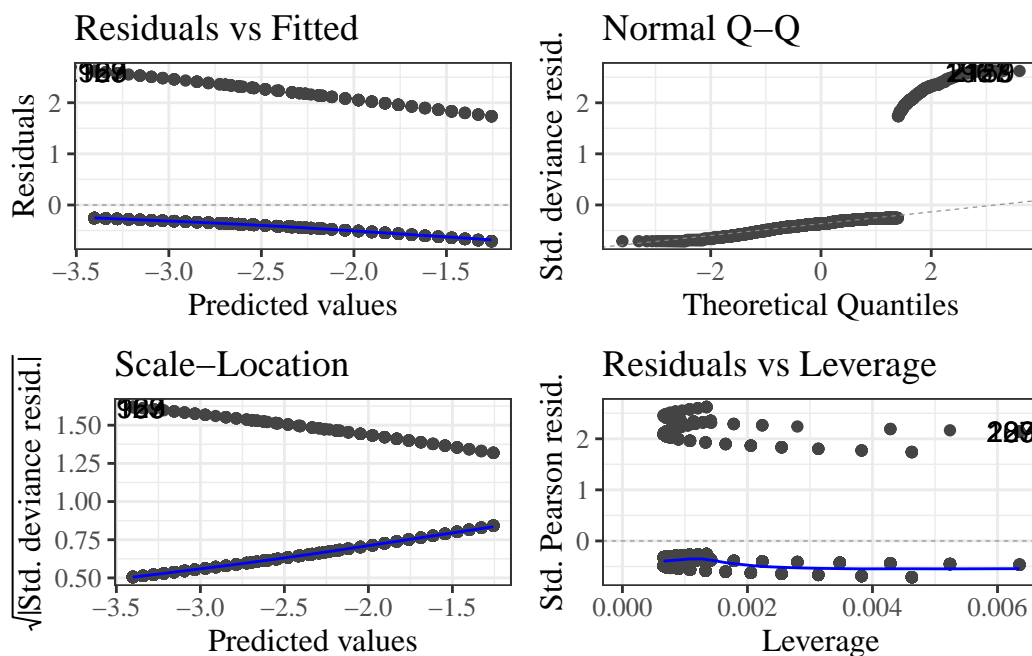 Residuals vs Fitted
Residuals
2
1
0
−3.5 −3.0 −2.5 −2.0 −1.5
Predicted values
Normal Q−Q
Std. deviance resid.
2
1
0
−2 0 2
Theoretical Quantiles
Scale−Location
√|Std. deviance resid.|
1.50
1.25
1.00
0.75
0.50
−3.5 −3.0 −2.5 −2.0 −1.5
Predicted values
Residuals vs Leverage
Std. Pearson resid.
2
1
0
0.000 0.002 0.004 0.006
Leverage